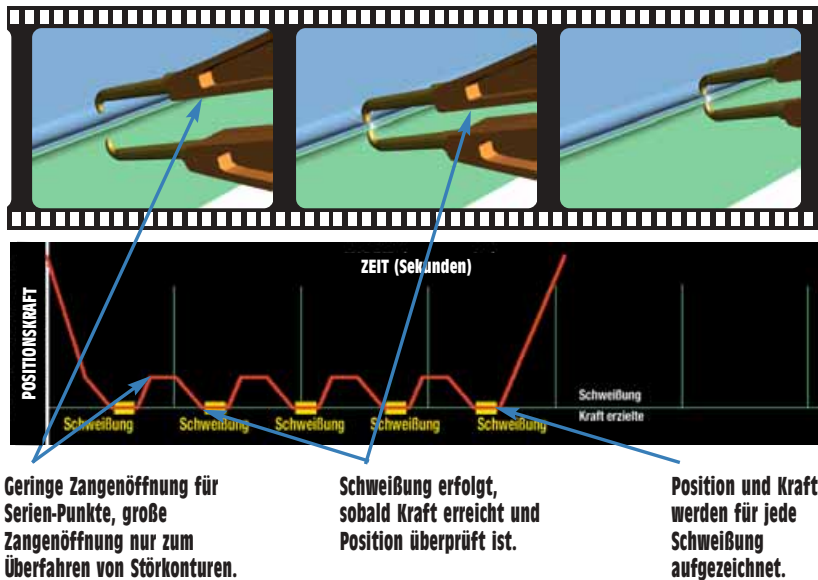 ZEIT (Sekunden)
POSITIONSKRAFT
Schweißung
Kraft erzielte
Schweißung
Schweißung
Schweißung
Schweißung
Schweißung
Geringe Zangenöffnung für
Serien-Punkte, große
Zangenöffnung nur zum
Überfahren von Störkonturen.
Schweißung erfolgt,
sobald Kraft erreicht und
Position überprüft ist.
Position und Kraft
werden für jede
Schweißung
aufgezeichnet.